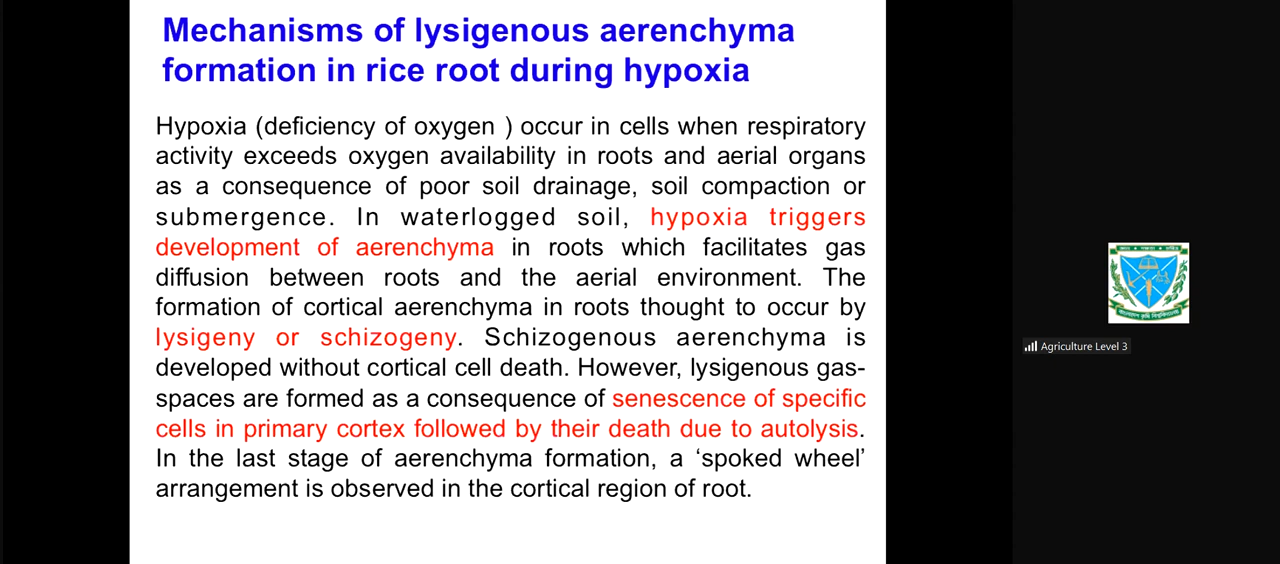 Mechanisms of lysigenous aerenchyma
formation in rice root during hypoxia
Hypoxia (deficiency of oxygen ) occur in cells when respiratory
activity exceeds oxygen availability in roots and aerial organs
as a consequence of poor soil drainage, soil compaction or
submergence. In waterlogged soil, hypoxia triggers
development of aerenchyma in roots which facilitates gas
diffusion between roots and the aerial environment. The
formation of cortical aerenchyma in roots thought to occur by
lysigeny or schizogeny. Schizogenous aerenchyma is
developed without cortical cell death. However, lysigenous gas-
spaces are formed as a consequence of senescence of specific
cells in primary cortex followed by their death due to autolysis.
In the last stage of aerenchyma formation, a ‘spoked wheel’
arrangement is observed in the cortical region of root.
Agriculture Level 3